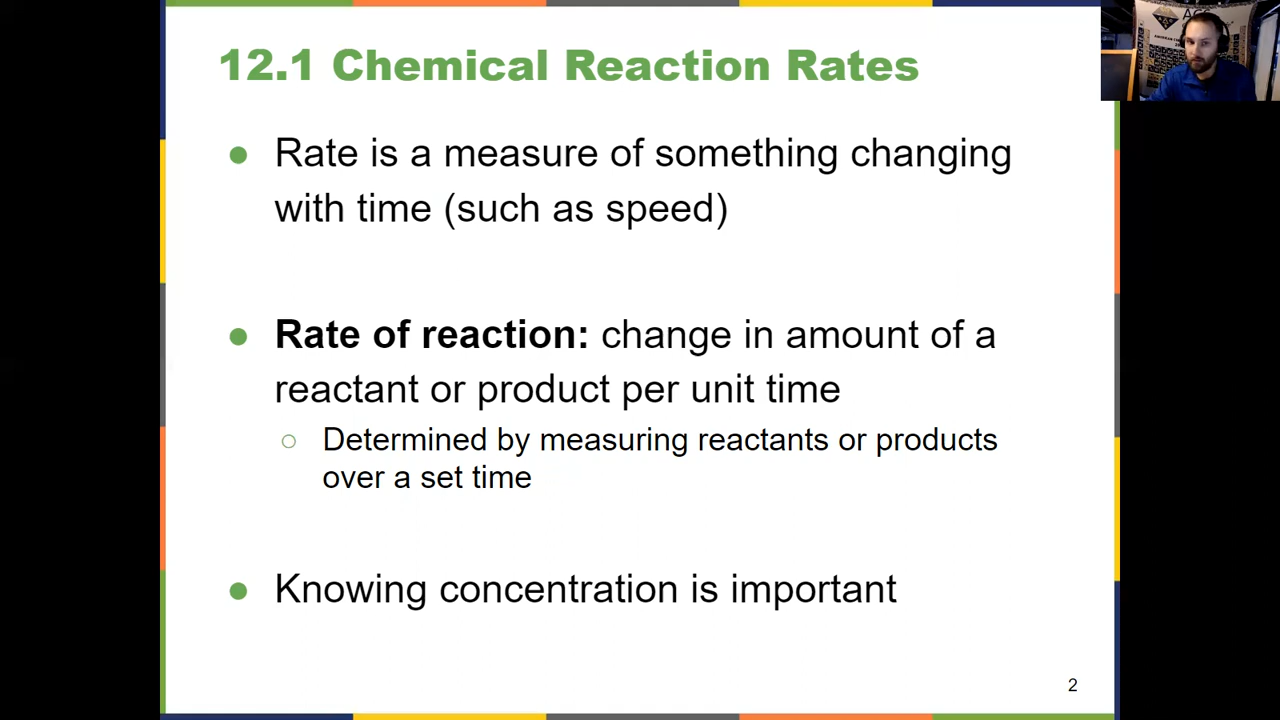 12.1 Chemical Reaction Rates
● Rate is a measure of something changing
with time (such as speed)
● Rate of reaction: change in amount of a
reactant or product per unit time
○ Determined by measuring reactants or products
over a set time
● Knowing concentration is important
2